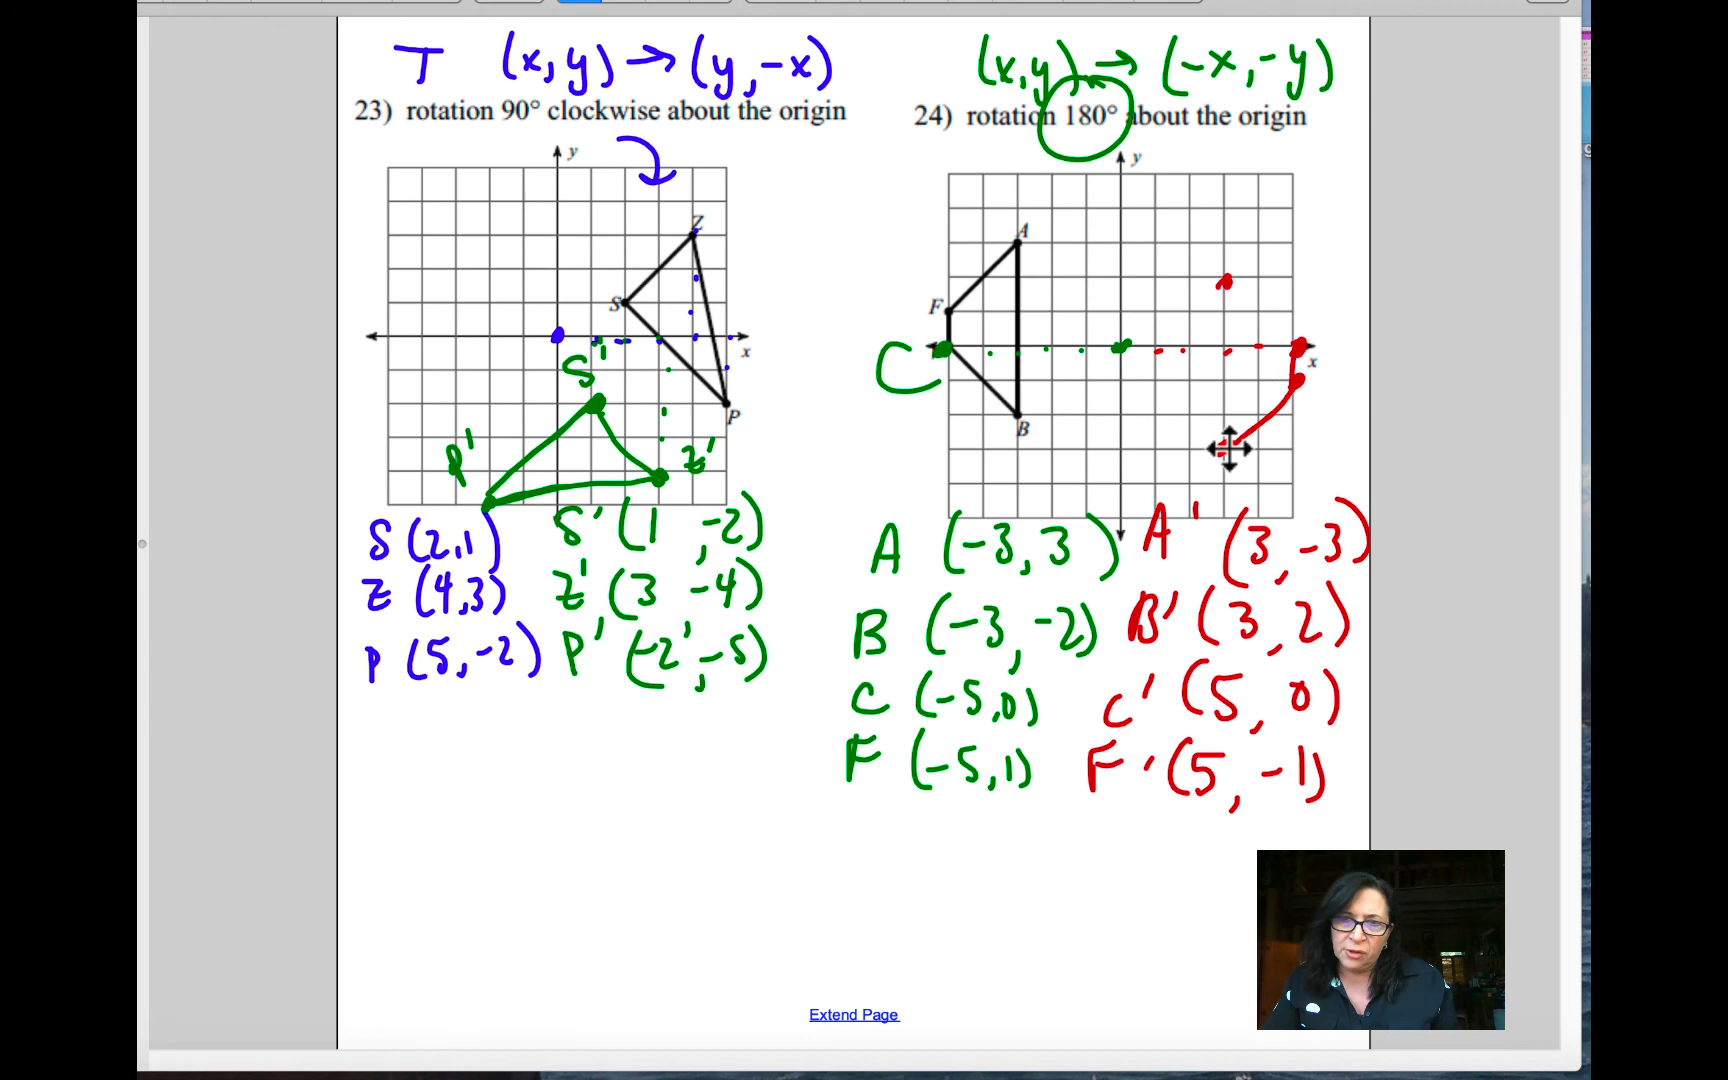 T (x,y) → (y,-x)
23) rotation 90° clockwise about the origin
y
Z
S
x
P
S'
P'
Z'
S (2,1) S' (1,-2)
Z (4,3) Z' (3 -4)
P (5,-2) P' (-2,-5)
(x,y) → (-x,-y)
24) rotation 180° about the origin
y
A
F
C
x
B
A (-3,3) A' (3,-3)
B (-3,-2) B' (3,2)
C (-5,0) C' (5,0)
F (-5,1) F' (5,-1)
Extend Page